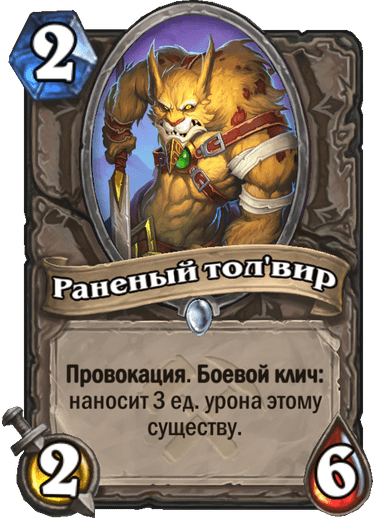 2
Раненый тол'вир
Провокация. Боевой клич:
наносит 3 ед. урона этому
существу.
2
6